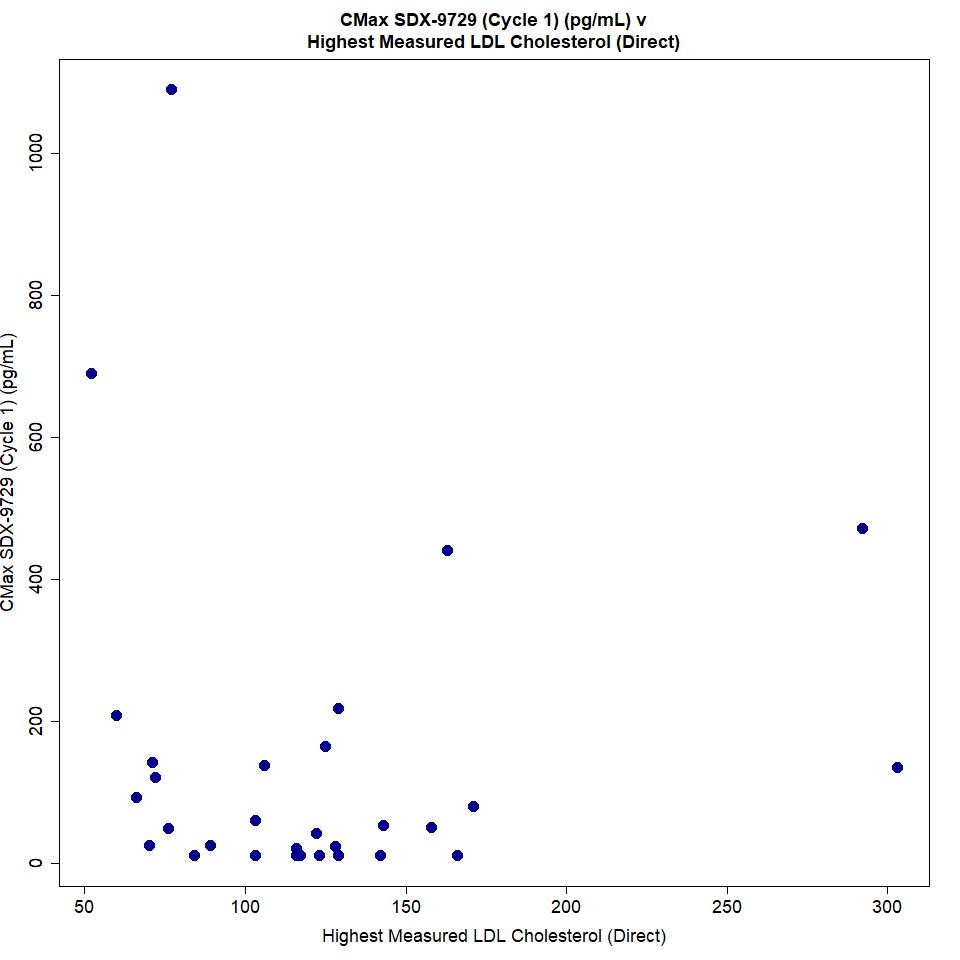 CMax SDX-9729 (Cycle 1) (pg/mL) v
Highest Measured LDL Cholesterol (Direct)
CMax SDX-9729 (Cycle 1) (pg/mL)
1000
800
600
400
200
0
50 100 150 200 250 300
Highest Measured LDL Cholesterol (Direct)